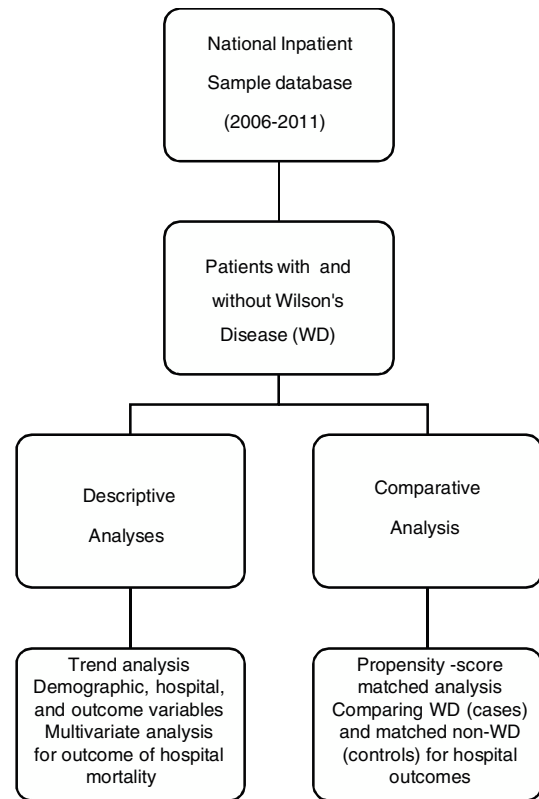 National Inpatient
Sample database
(2006-2011)
Patients with and
without Wilson's
Disease (WD)
Descriptive
Analyses
Comparative
Analysis
Trend analysis
Demographic, hospital,
and outcome variables
Multivariate analysis
for outcome of hospital
mortality
Propensity -score
matched analysis
Comparing WD (cases)
and matched non-WD
(controls) for hospital
outcomes